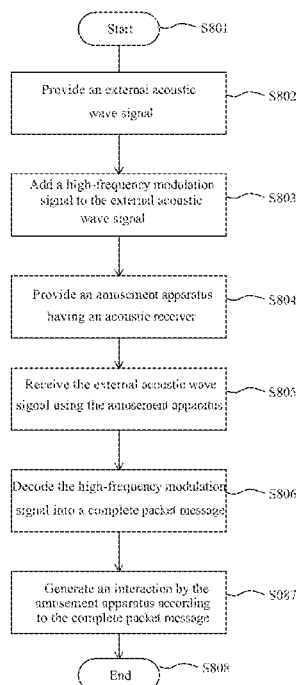 Start
S801
Provide an external acoustic
wave signal
S802
Add a high-frequency modulation
signal to the external acoustic
wave signal
S803
Provide an amusement apparatus
having an acoustic receiver
S804
Receive the external acoustic wave
signal using the amusement apparatus
S805
Decode the high-frequency modulation
signal into a complete packet message
S806
Generate an interaction by the
amusement apparatus according
to the complete packet message
S087
End
S808